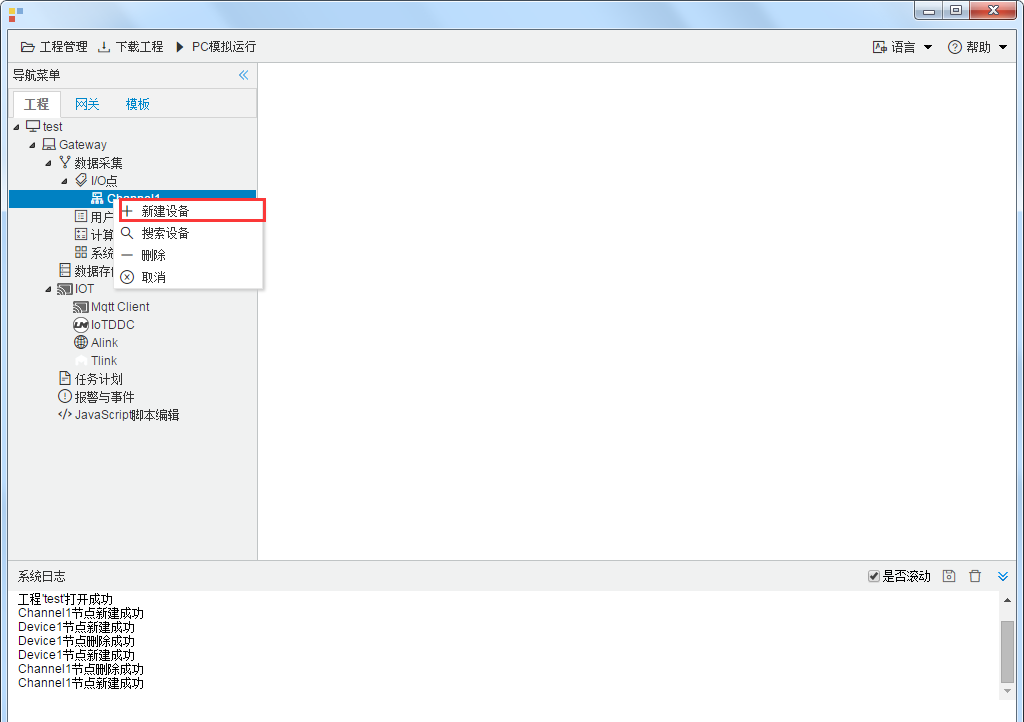 工程管理 下载工程 PC模拟运行 语言 帮助
导航菜单
工程 网关 模板
test
Gateway
数据采集
I/O点
Channel1
新建设备
用户
搜索设备
计算
删除
系统
取消
数据存
IOT
Mqtt Client
IoTDDC
Alink
Tlink
任务计划
报警与事件
JavaScript脚本编辑
系统日志 是否滚动
工程'test'打开成功
Channel1节点新建成功
Device1节点新建成功
Device1节点删除成功
Device1节点新建成功
Channel1节点删除成功
Channel1节点新建成功